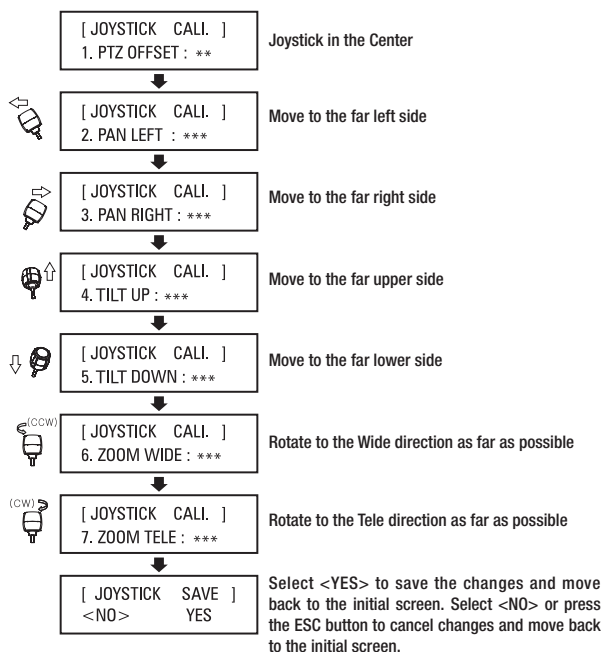 [ JOYSTICK CALI. ]
1. PTZ OFFSET : **
Joystick in the Center
[ JOYSTICK CALI. ]
2. PAN LEFT : ***
Move to the far left side
[ JOYSTICK CALI. ]
3. PAN RIGHT : ***
Move to the far right side
[ JOYSTICK CALI. ]
4. TILT UP : ***
Move to the far upper side
[ JOYSTICK CALI. ]
5. TILT DOWN : ***
Move to the far lower side
(CCW)
[ JOYSTICK CALI. ]
6. ZOOM WIDE : ***
Rotate to the Wide direction as far as possible
(CW)
[ JOYSTICK CALI. ]
7. ZOOM TELE : ***
Rotate to the Tele direction as far as possible
[ JOYSTICK SAVE ]
<NO> YES
Select <YES> to save the changes and move
back to the initial screen. Select <NO> or press
the ESC button to cancel changes and move back
to the initial screen.